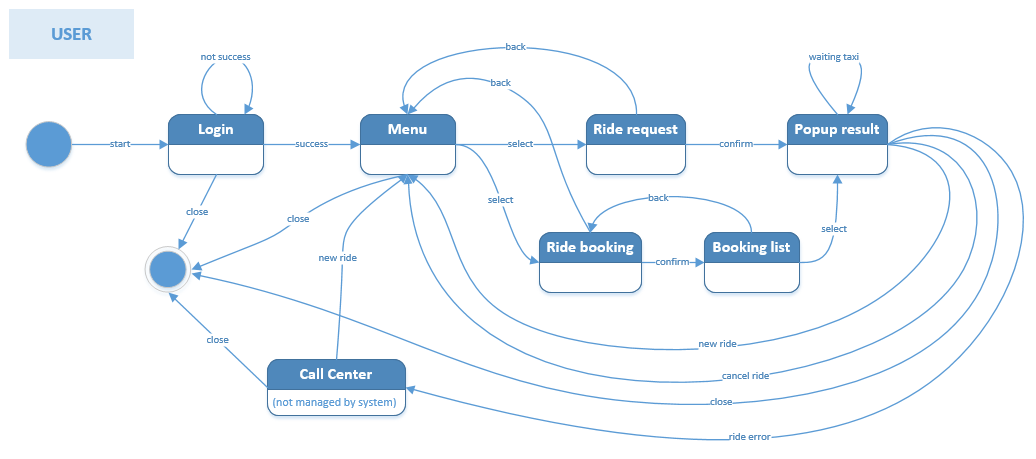 USER
not success
back
waiting taxi
back
Login
Menu
Ride request
Popup result
start
success
select
confirm
close
close
select
back
select
new ride
Ride booking
Booking list
confirm
close
new ride
Call Center
(not managed by system)
cancel ride
close
ride error